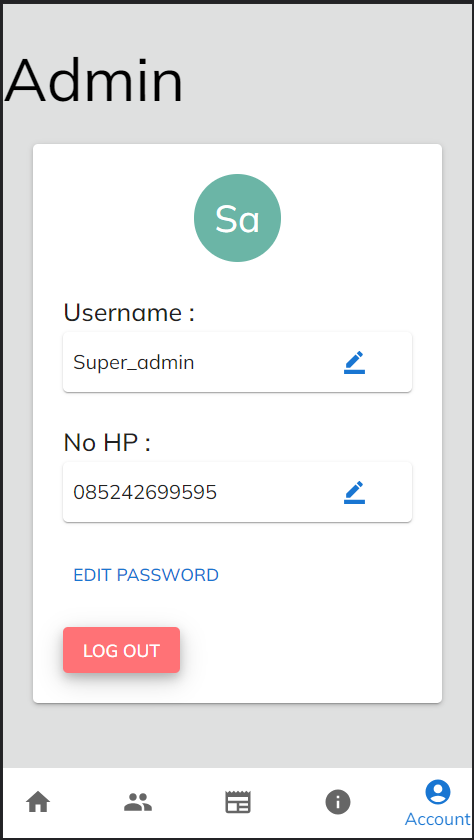 Admin
Sa
Username :
Super_admin
No HP :
085242699595
EDIT PASSWORD
LOG OUT
Account